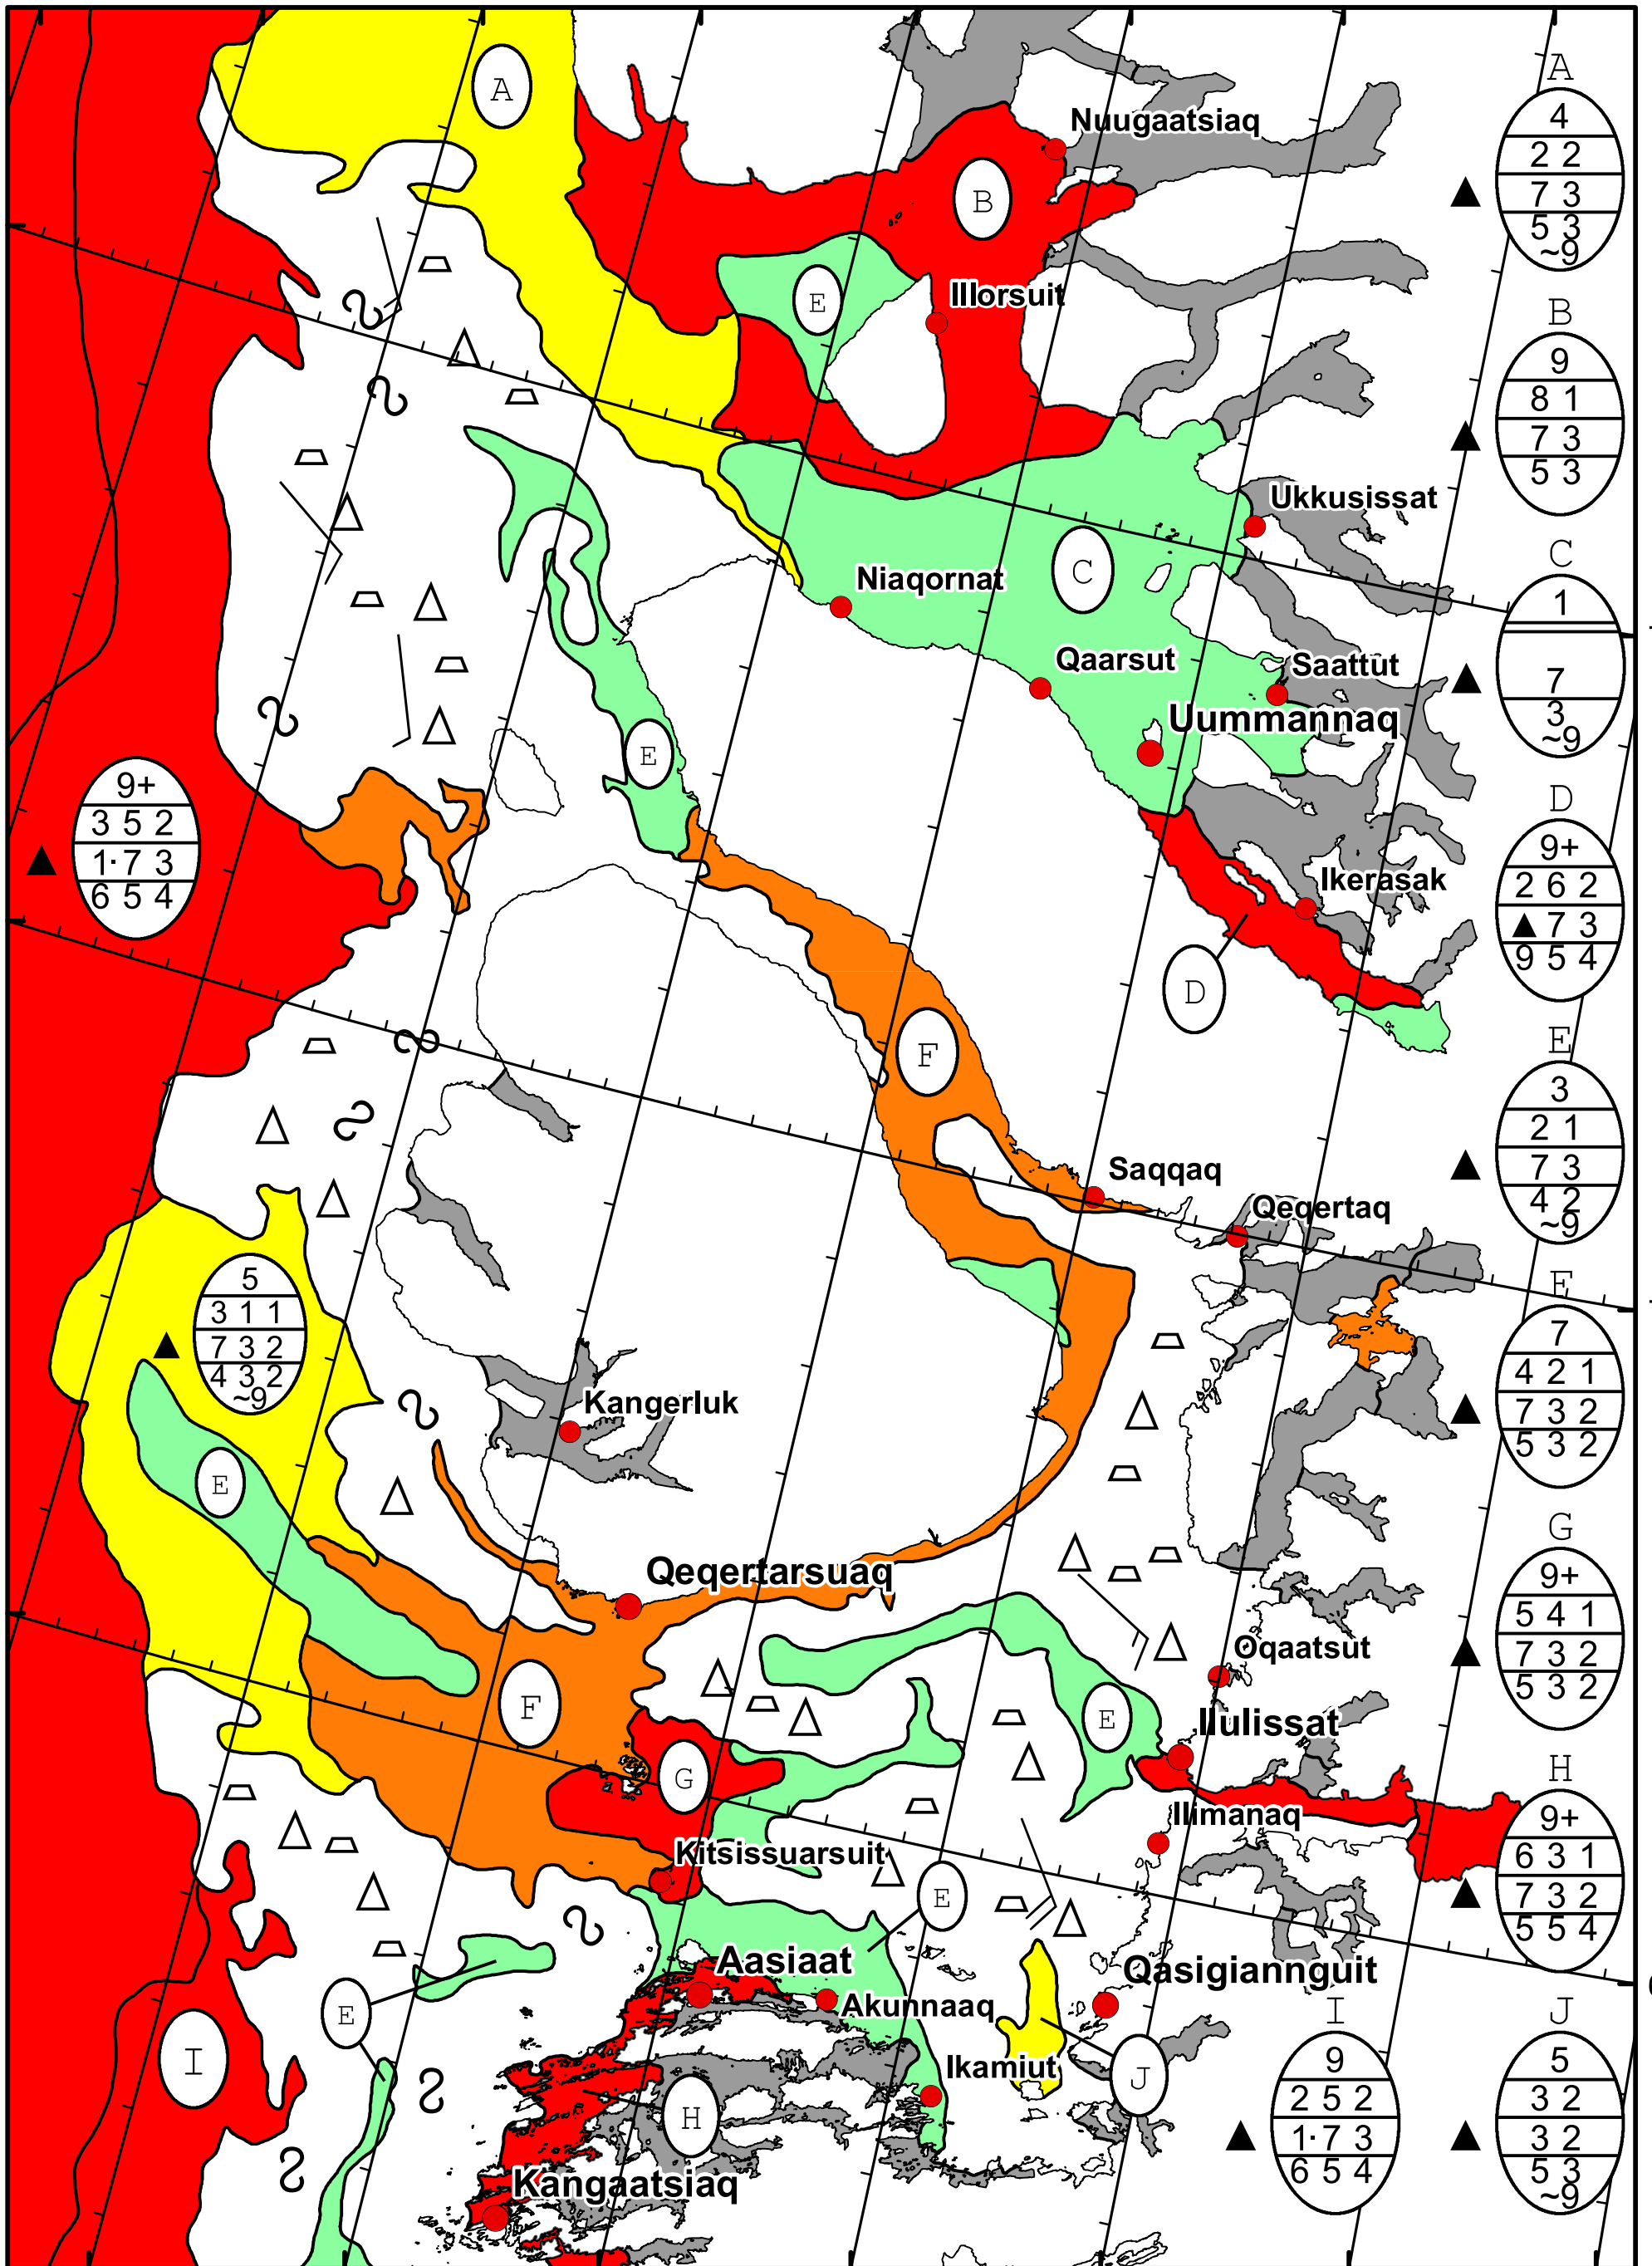 A
A
4
2 2
7 3
5 3
~9
Nuugaatsiaq
B
E
Illorsuit
B
9
8 1
7 3
5 3
Ukkusissat
C
1
7
3
~9
C
Niaqornat
Qaarsut
Saattut
Uummannaq
E
9+
3 5 2
1· 7 3
6 5 4
D
9+
2 6 2
▲ 7 3
9 5 4
Ikerasak
D
F
E
3
2 1
7 3
4 2
~9
Saqqaq
Qeqertaq
5
3 1 1
7 3 2
4 3 2
~9
F
7
4 2 1
7 3 2
5 3 2
Kangerluk
E
Qeqertarsuaq
G
9+
5 4 1
7 3 2
5 3 2
Oqaatsut
F
E
Ilulissat
G
H
9+
6 3 1
7 3 2
5 5 4
Ilimanaq
Kitsissuarsuit
E
Aasiaat
Qasigiannguit
Akunnaaq
E
I
Ikamiut
J
H
Kangaatsiaq
I
9
2 5 2
1· 7 3
6 5 4
J
5
3 2
3 2
5 3
~9